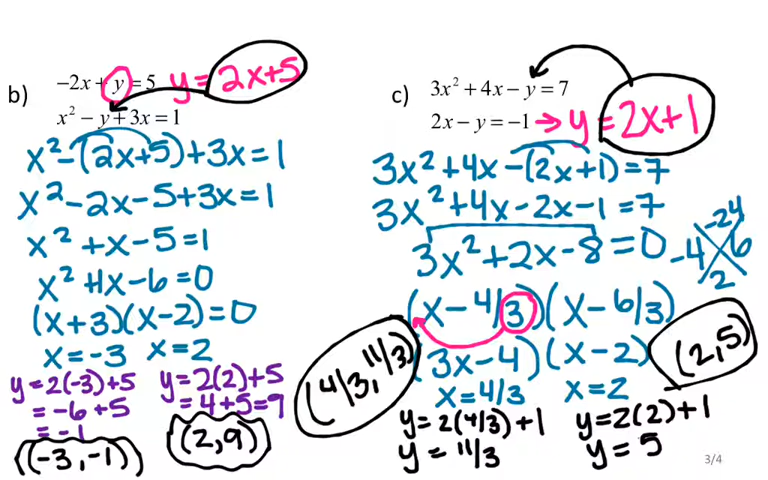 b) -2x + y = 5 y = 2x+5
x² - y + 3x = 1
x²-(2x+5)+3x=1
x²-2x-5+3x=1
x²+x-5=1
x²+1x-6=0
(x+3)(x-2)=0
x=-3 x=2
y=2(-3)+5 y=2(2)+5
=-6+5 =4+5=9
=-1
(-3,-1) (2,9)
c) 3x² + 4x - y = 7
2x - y = -1 → y = 2x+1
3x²+4x-(2x+1)=7
3x²+4x-2x-1=7
3x²+2x-8=0
-24
-4 6
2
(x-4/3)(x-6/3)
(3x-4)(x-2)
x=4/3 x=2
(4/3, 11/3) (2,5)
y=2(4/3)+1 y=2(2)+1
y=11/3 y=5
3/4